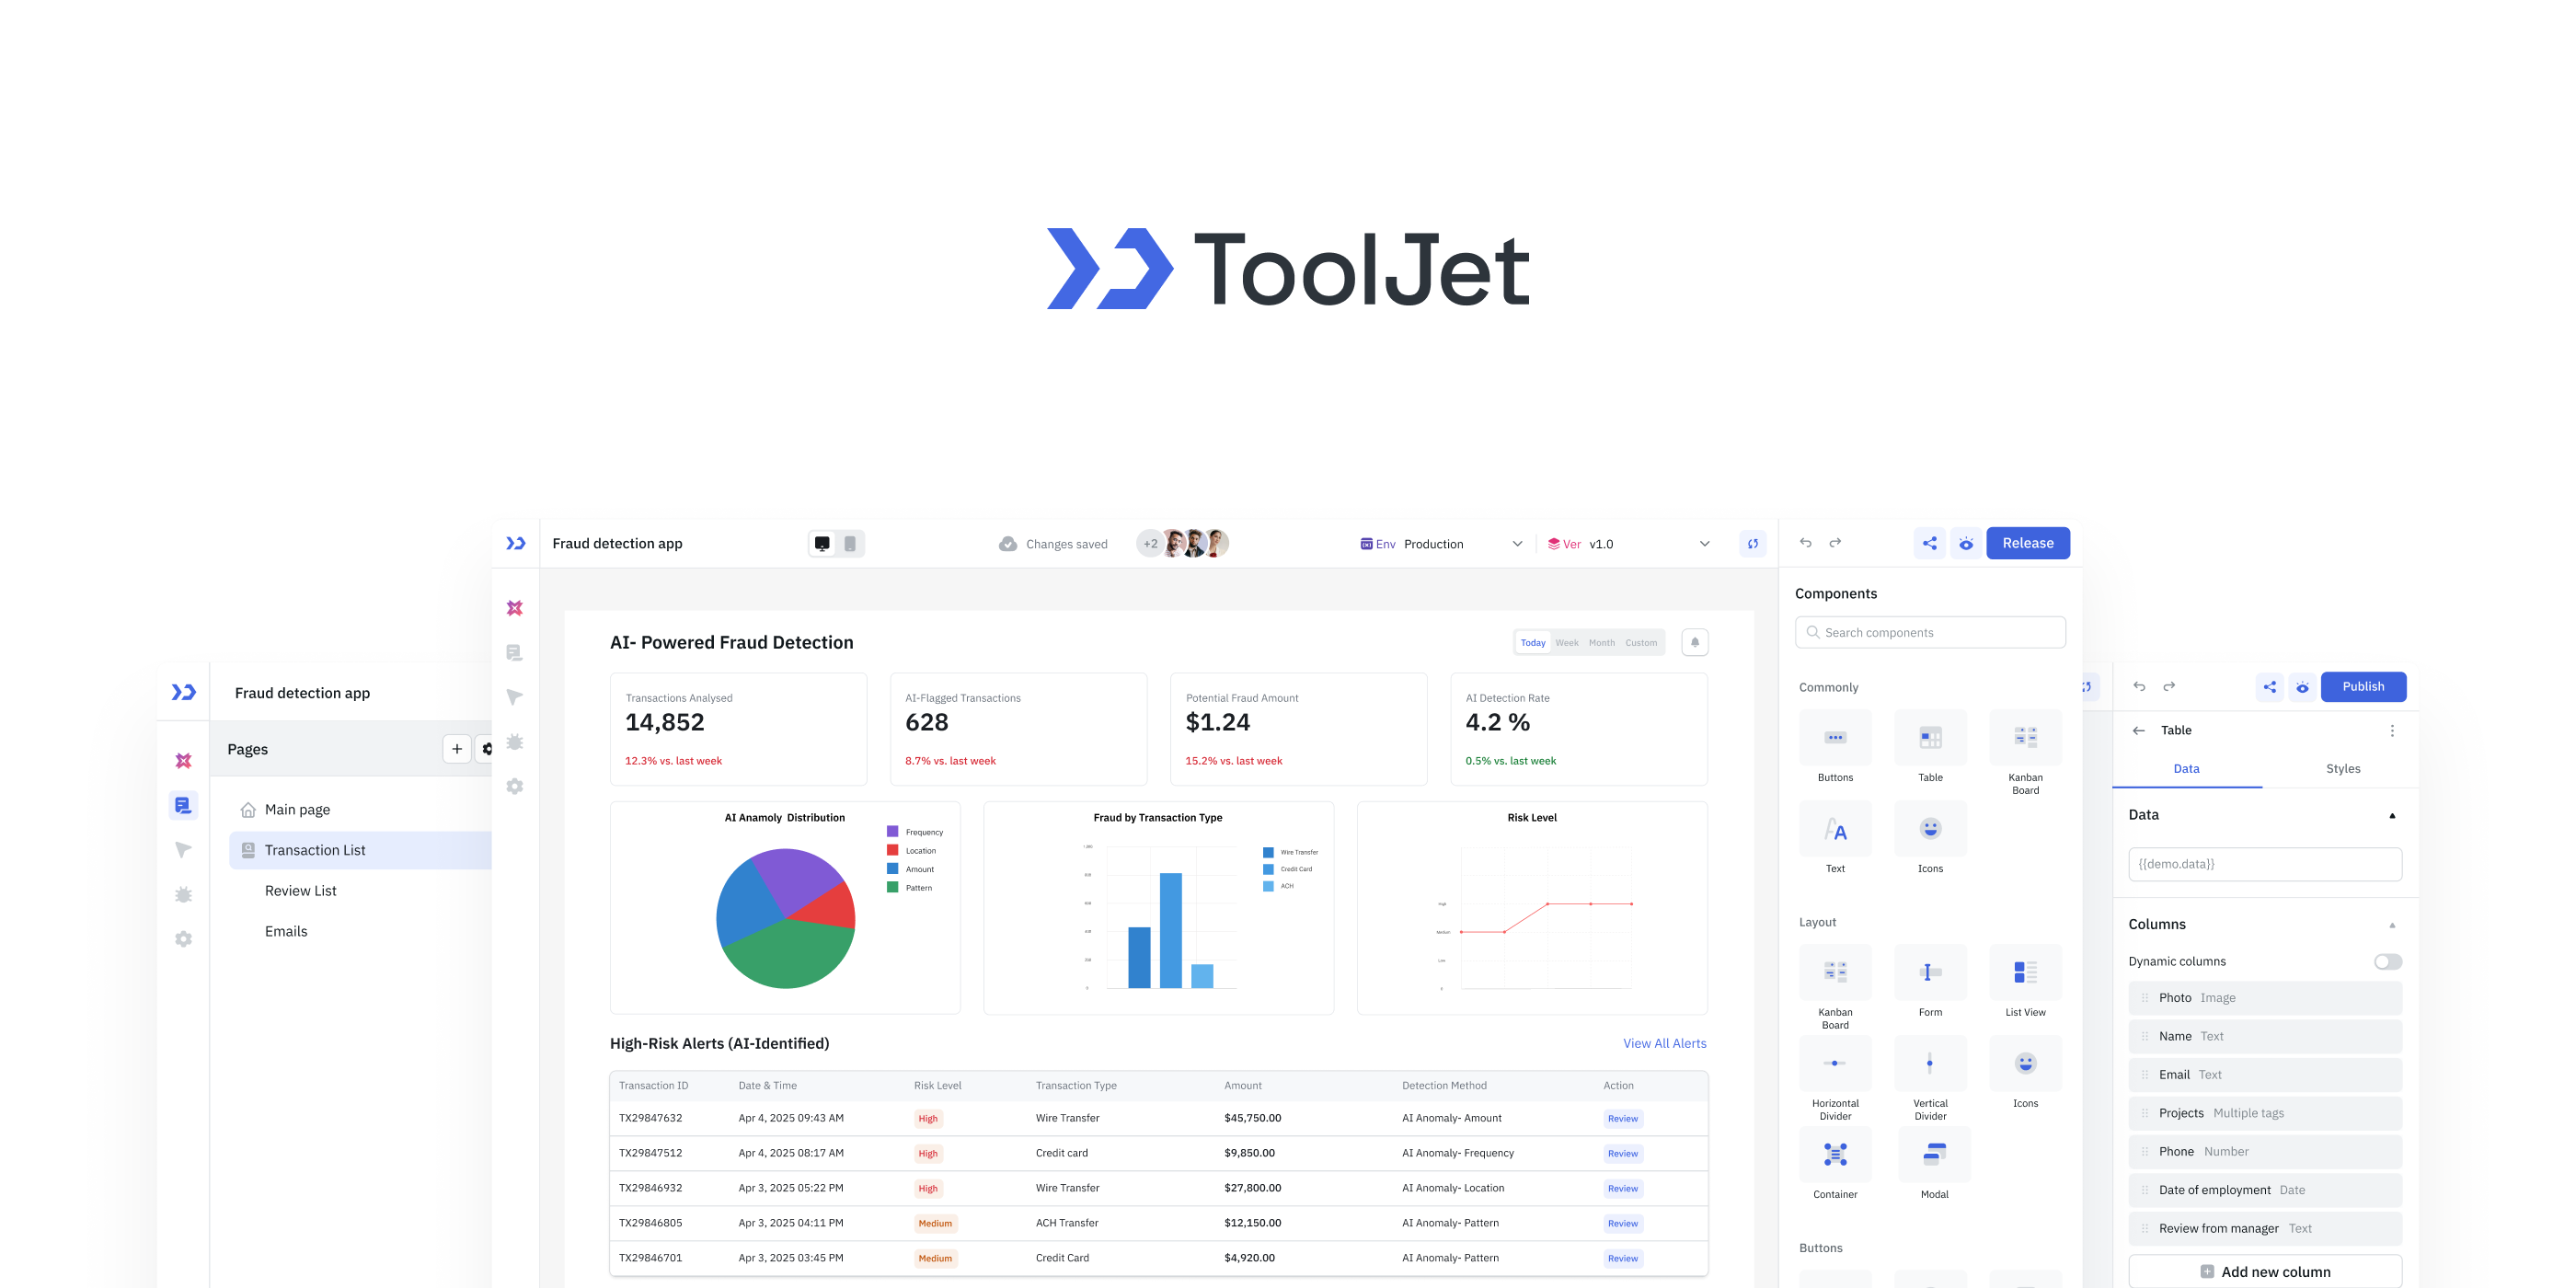 ToolJet
Fraud detection app
Pages
Main page
Transaction List
Review List
Emails
Fraud detection app
Changes saved
+2
Env Production
Ver v1.0
Release
AI- Powered Fraud Detection
Today Week Month Custom
Transactions Analysed
14,852
12.3% vs. last week
AI-Flagged Transactions
628
8.7% vs. last week
Potential Fraud Amount
$1.24
15.2% vs. last week
AI Detection Rate
4.2 %
0.5% vs. last week
AI Anamoly Distribution
Frequency
Location
Amount
Pattern
Fraud by Transaction Type
Wire Transfer
Credit Card
ACH
0
Risk Level
High
Medium
Low
0
High-Risk Alerts (AI-Identified)
View All Alerts
Transaction ID Date & Time Risk Level Transaction Type Amount Detection Method Action
TX29847632 Apr 4, 2025 09:43 AM High Wire Transfer $45,750.00 AI Anomaly- Amount Review
TX29847512 Apr 4, 2025 08:17 AM High Credit card $9,850.00 AI Anomaly- Frequency Review
TX29846932 Apr 3, 2025 05:22 PM High Wire Transfer $27,800.00 AI Anomaly- Location Review
TX29846805 Apr 3, 2025 04:11 PM Medium ACH Transfer $12,150.00 AI Anomaly- Pattern Review
TX29846701 Apr 3, 2025 03:45 PM Medium Credit Card $4,920.00 AI Anomaly- Pattern Review
Components
Search components
Commonly
Buttons
Table
Kanban
Board
Text
Icons
Layout
Kanban
Board
Form
List View
Horizontal
Divider
Vertical
Divider
Icons
Container
Modal
Buttons
Publish
Table
Data
Styles
Data
{{demo.data}}
Columns
Dynamic columns
Photo Image
Name Text
Email Text
Projects Multiple tags
Phone Number
Date of employment Date
Review from manager Text
Add new column